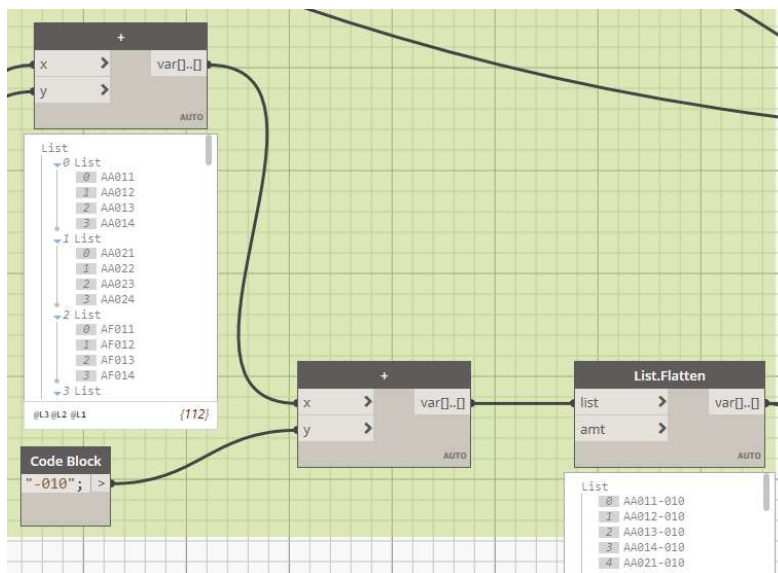 +
x > var[]..[]
y >
AUTO
List
0 List
0 AA011
1 AA012
2 AA013
3 AA014
1 List
0 AA021
1 AA022
2 AA023
3 AA024
2 List
0 AF011
1 AF012
2 AF013
3 AF014
3 List
@L3 @L2 @L1 {112}
Code Block
"-010"; >
+
x > var[]..[]
y >
AUTO
List.Flatten
list > var[]..[]
amt >
AUTO
List
0 AA011-010
1 AA012-010
2 AA013-010
3 AA014-010
4 AA021-010